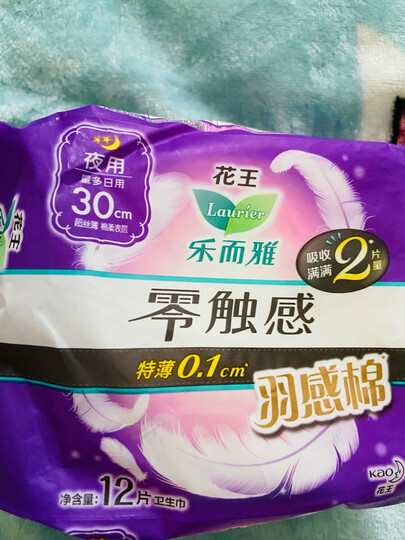 夜用
量多日用
30cm
超丝薄 棉柔表层
花王
Laurier
乐而雅
吸收
满满
2片量
零触感
特薄0.1cm*
羽感棉
净含量:12片卫生巾
Kao
花王
花王